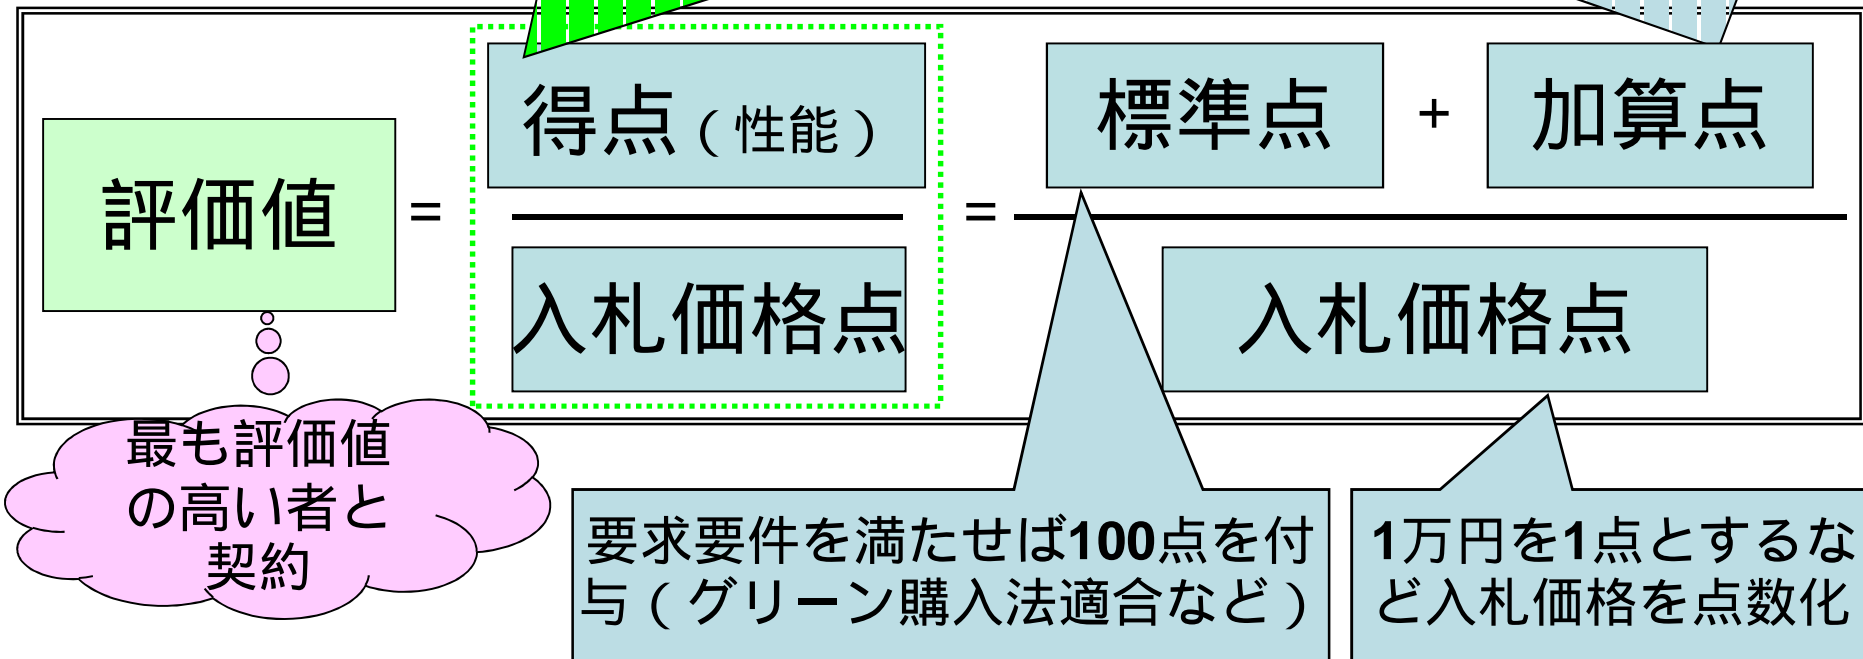 得点（性能）
標準点 + 加算点
評価値 = =
入札価格点
入札価格点
最も評価値
の高い者と
契約
要求要件を満たせば100点を付
与（グリーン購入法適合など）
1万円を1点とするな
ど入札価格を点数化